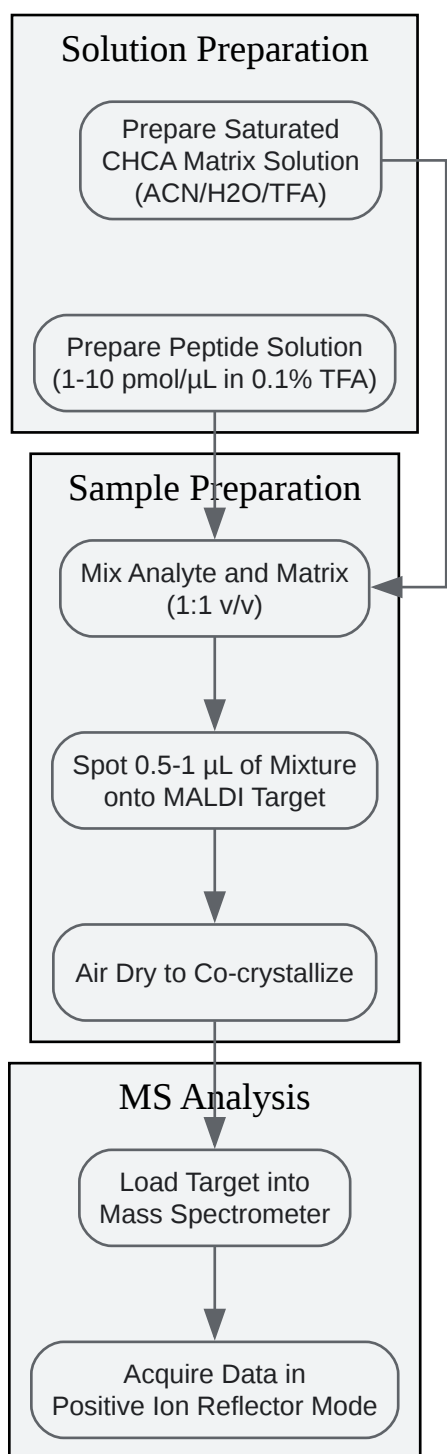 Solution Preparation
Prepare Saturated
CHCA Matrix Solution
(ACN/H2O/TFA)
Prepare Peptide Solution
(1-10 pmol/µL in 0.1% TFA)
Sample Preparation
Mix Analyte and Matrix
(1:1 v/v)
Spot 0.5-1 µL of Mixture
onto MALDI Target
Air Dry to Co-crystallize
MS Analysis
Load Target into
Mass Spectrometer
Acquire Data in
Positive Ion Reflector Mode